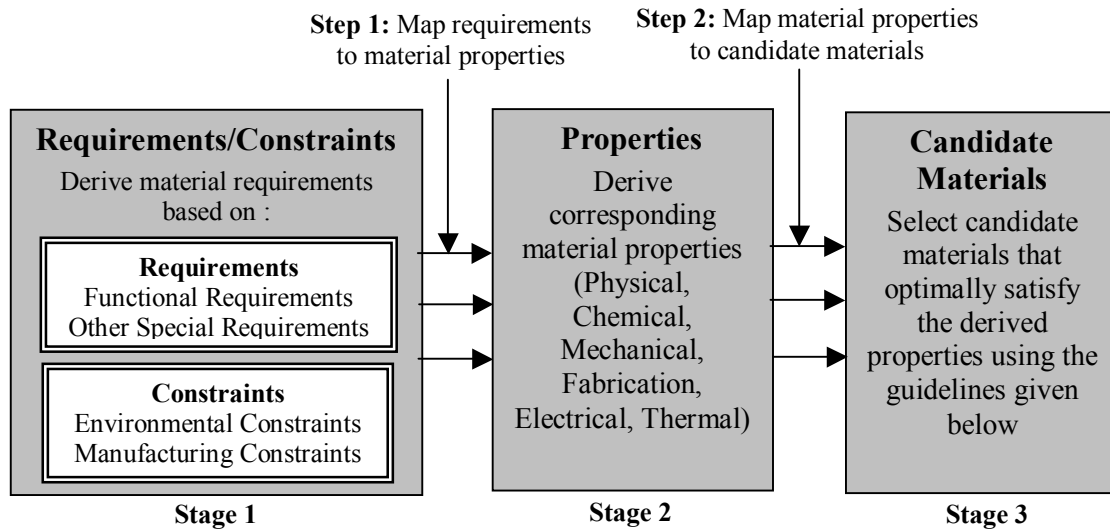 Step 1: Map requirements
to material properties
Step 2: Map material properties
to candidate materials
Requirements/Constraints
Derive material requirements
based on :
Requirements
Functional Requirements
Other Special Requirements
Constraints
Environmental Constraints
Manufacturing Constraints
Stage 1
Properties
Derive
corresponding
material properties
(Physical,
Chemical,
Mechanical,
Fabrication,
Electrical, Thermal)
Stage 2
Candidate
Materials
Select candidate
materials that
optimally satisfy
the derived
properties using the
guidelines given
below
Stage 3